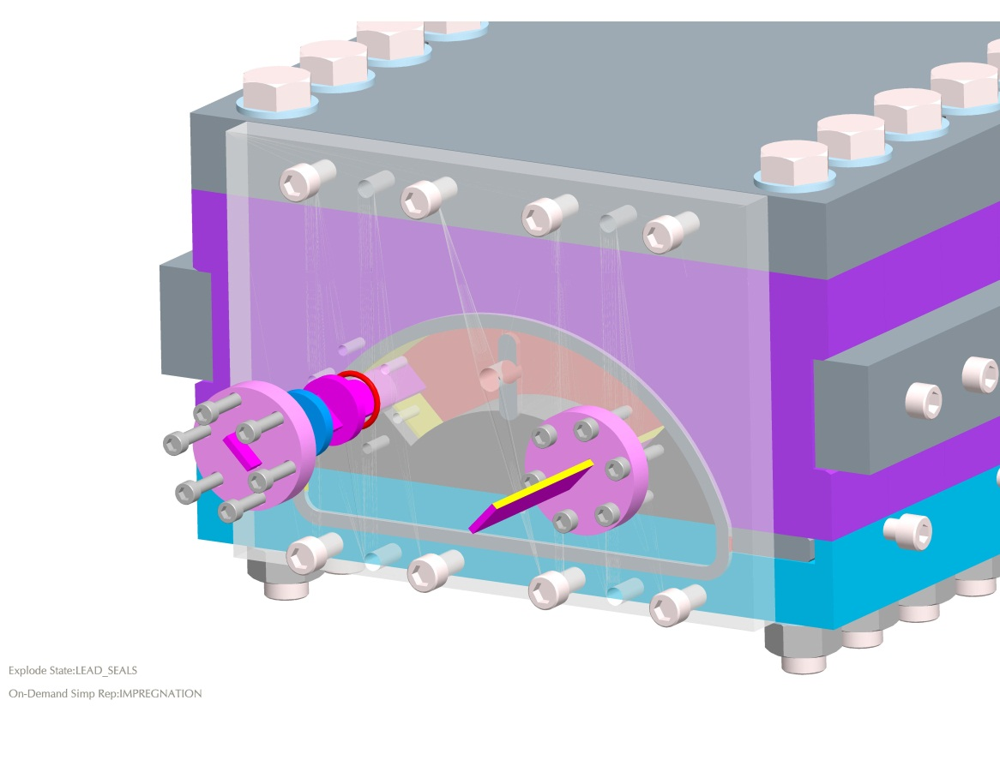 Explode State:LEAD_SEALS
On-Demand Simp Rep:IMPREGNATION